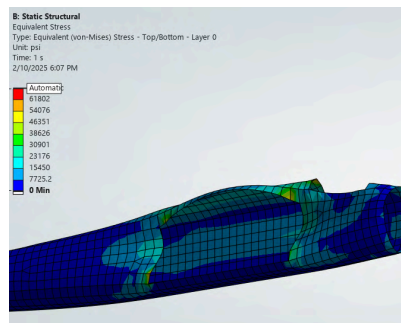 B: Static Structural
Equivalent Stress
Type: Equivalent (von-Mises) Stress - Top/Bottom - Layer 0
Unit: psi
Time: 1 s
2/10/2025 6:07 PM
Automatic
61802
54076
46351
38626
30901
23176
15450
7725.2
0 Min